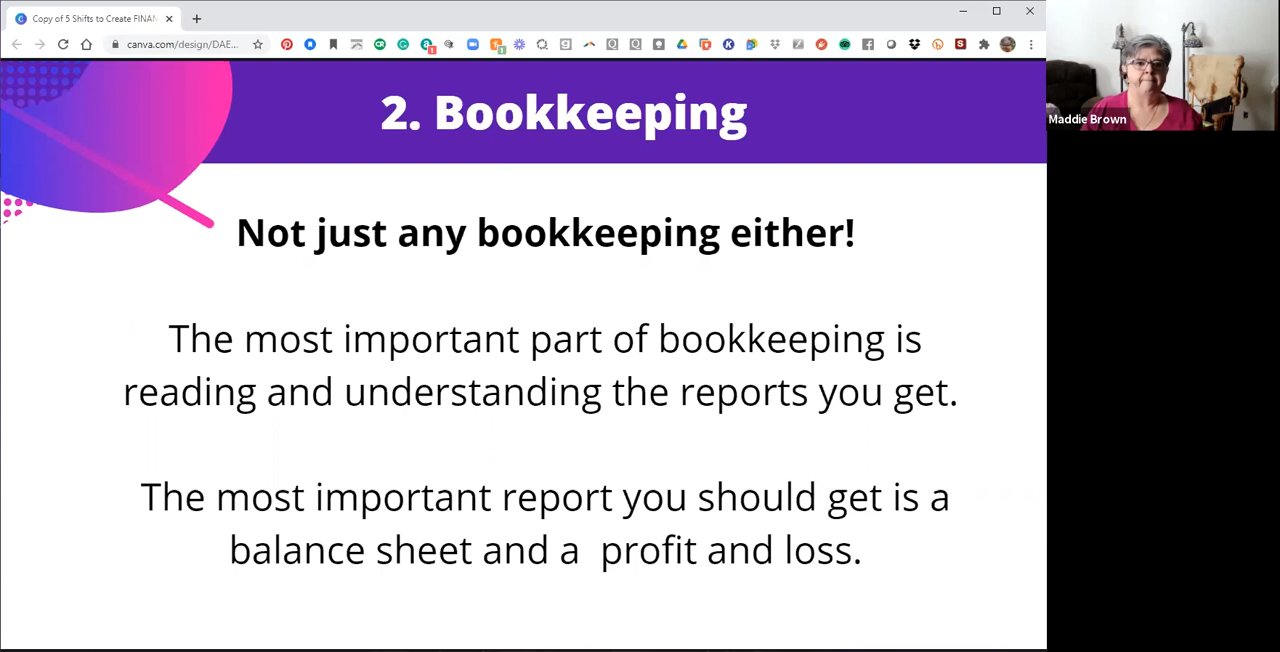 Copy of 5 Shifts to Create FINAN
canva.com/design/DAE...
2. Bookkeeping
Maddie Brown
Not just any bookkeeping either!
The most important part of bookkeeping is
reading and understanding the reports you get.
The most important report you should get is a
balance sheet and a  profit and loss.